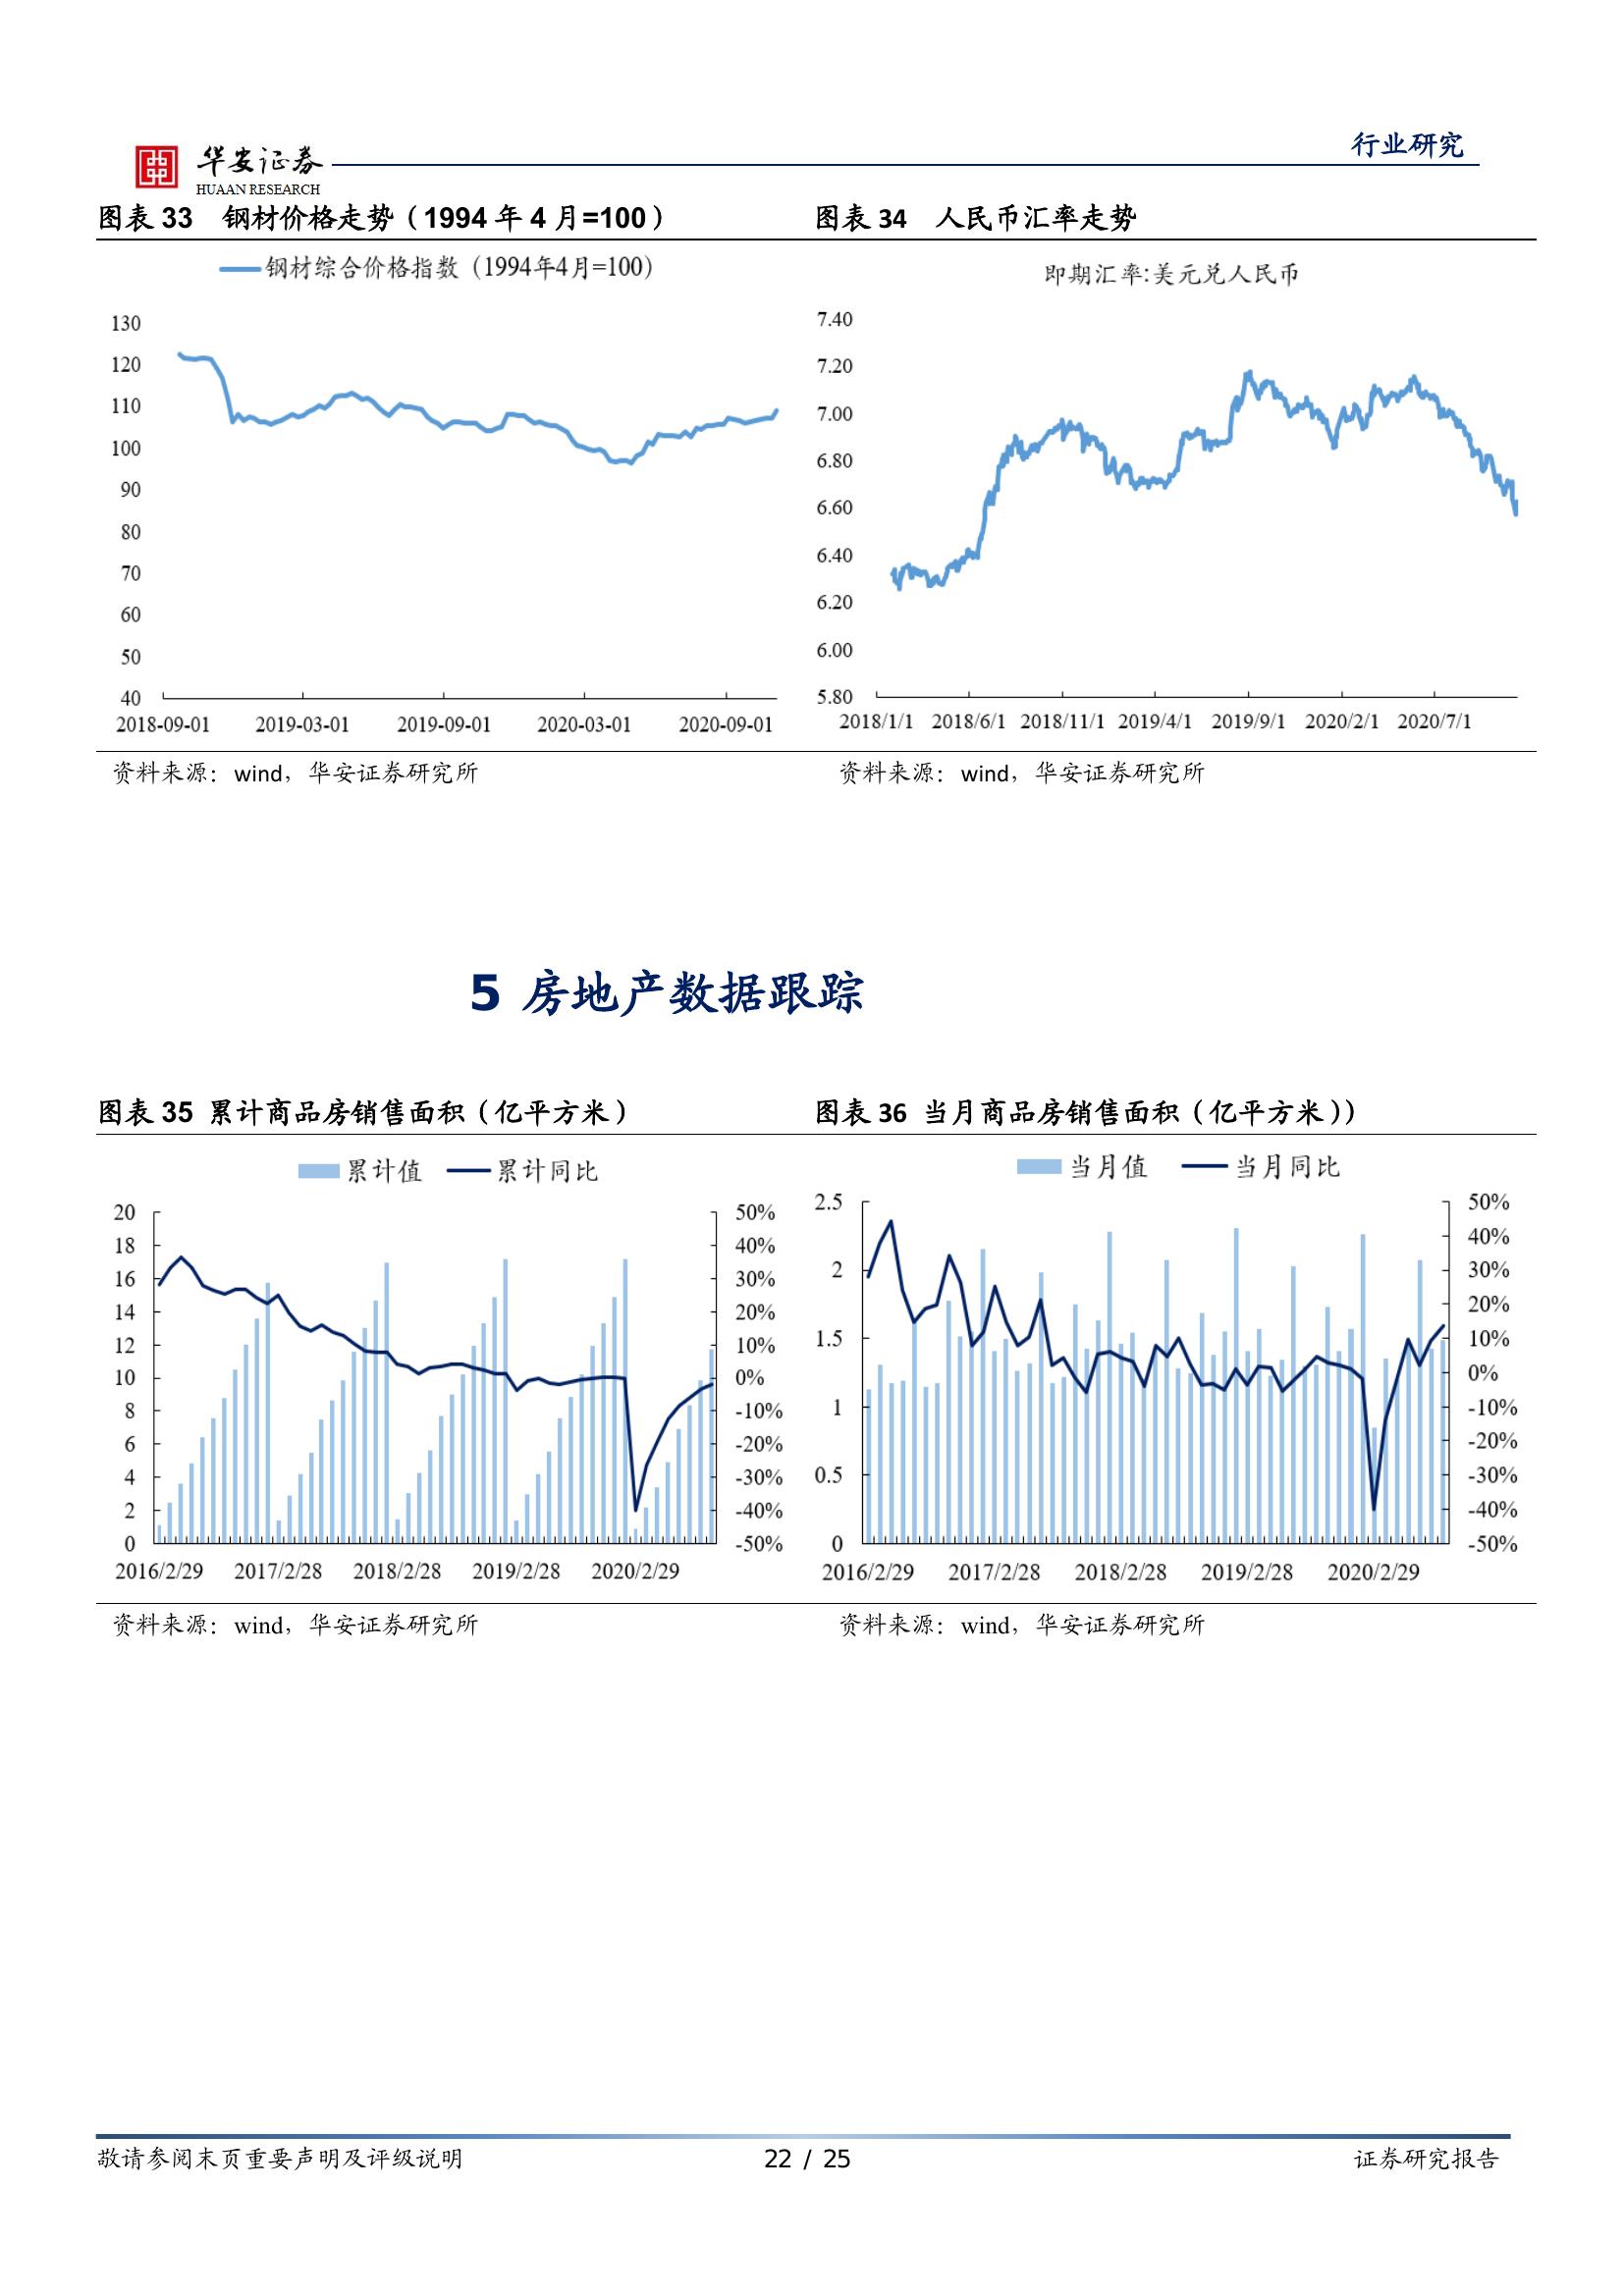 行业研究
华安证券
HUAAN RESEARCH
图表 33 钢材价格走势（1994 年 4 月=100）
钢材综合价格指数（1994年4月=100）
130
120
110
100
90
80
70
60
50
40
2018-09-01 2019-03-01 2019-09-01 2020-03-01 2020-09-01
资料来源：wind，华安证券研究所
图表 34 人民币汇率走势
即期汇率:美元兑人民币
7.40
7.20
7.00
6.80
6.60
6.40
6.20
6.00
5.80
2018/1/1 2018/6/1 2018/11/1 2019/4/1 2019/9/1 2020/2/1 2020/7/1
资料来源：wind，华安证券研究所
5 房地产数据跟踪
图表 35 累计商品房销售面积（亿平方米）
累计值 累计同比
20
18
16
14
12
10
8
6
4
2
0
50%
40%
30%
20%
10%
0%
-10%
-20%
-30%
-40%
-50%
2016/2/29 2017/2/28 2018/2/28 2019/2/28 2020/2/29
资料来源：wind，华安证券研究所
图表 36 当月商品房销售面积（亿平方米））
当月值 当月同比
2.5
2
1.5
1
0.5
0
50%
40%
30%
20%
10%
0%
-10%
-20%
-30%
-40%
-50%
2016/2/29 2017/2/28 2018/2/28 2019/2/28 2020/2/29
资料来源：wind，华安证券研究所
敬请参阅末页重要声明及评级说明 22 / 25 证券研究报告